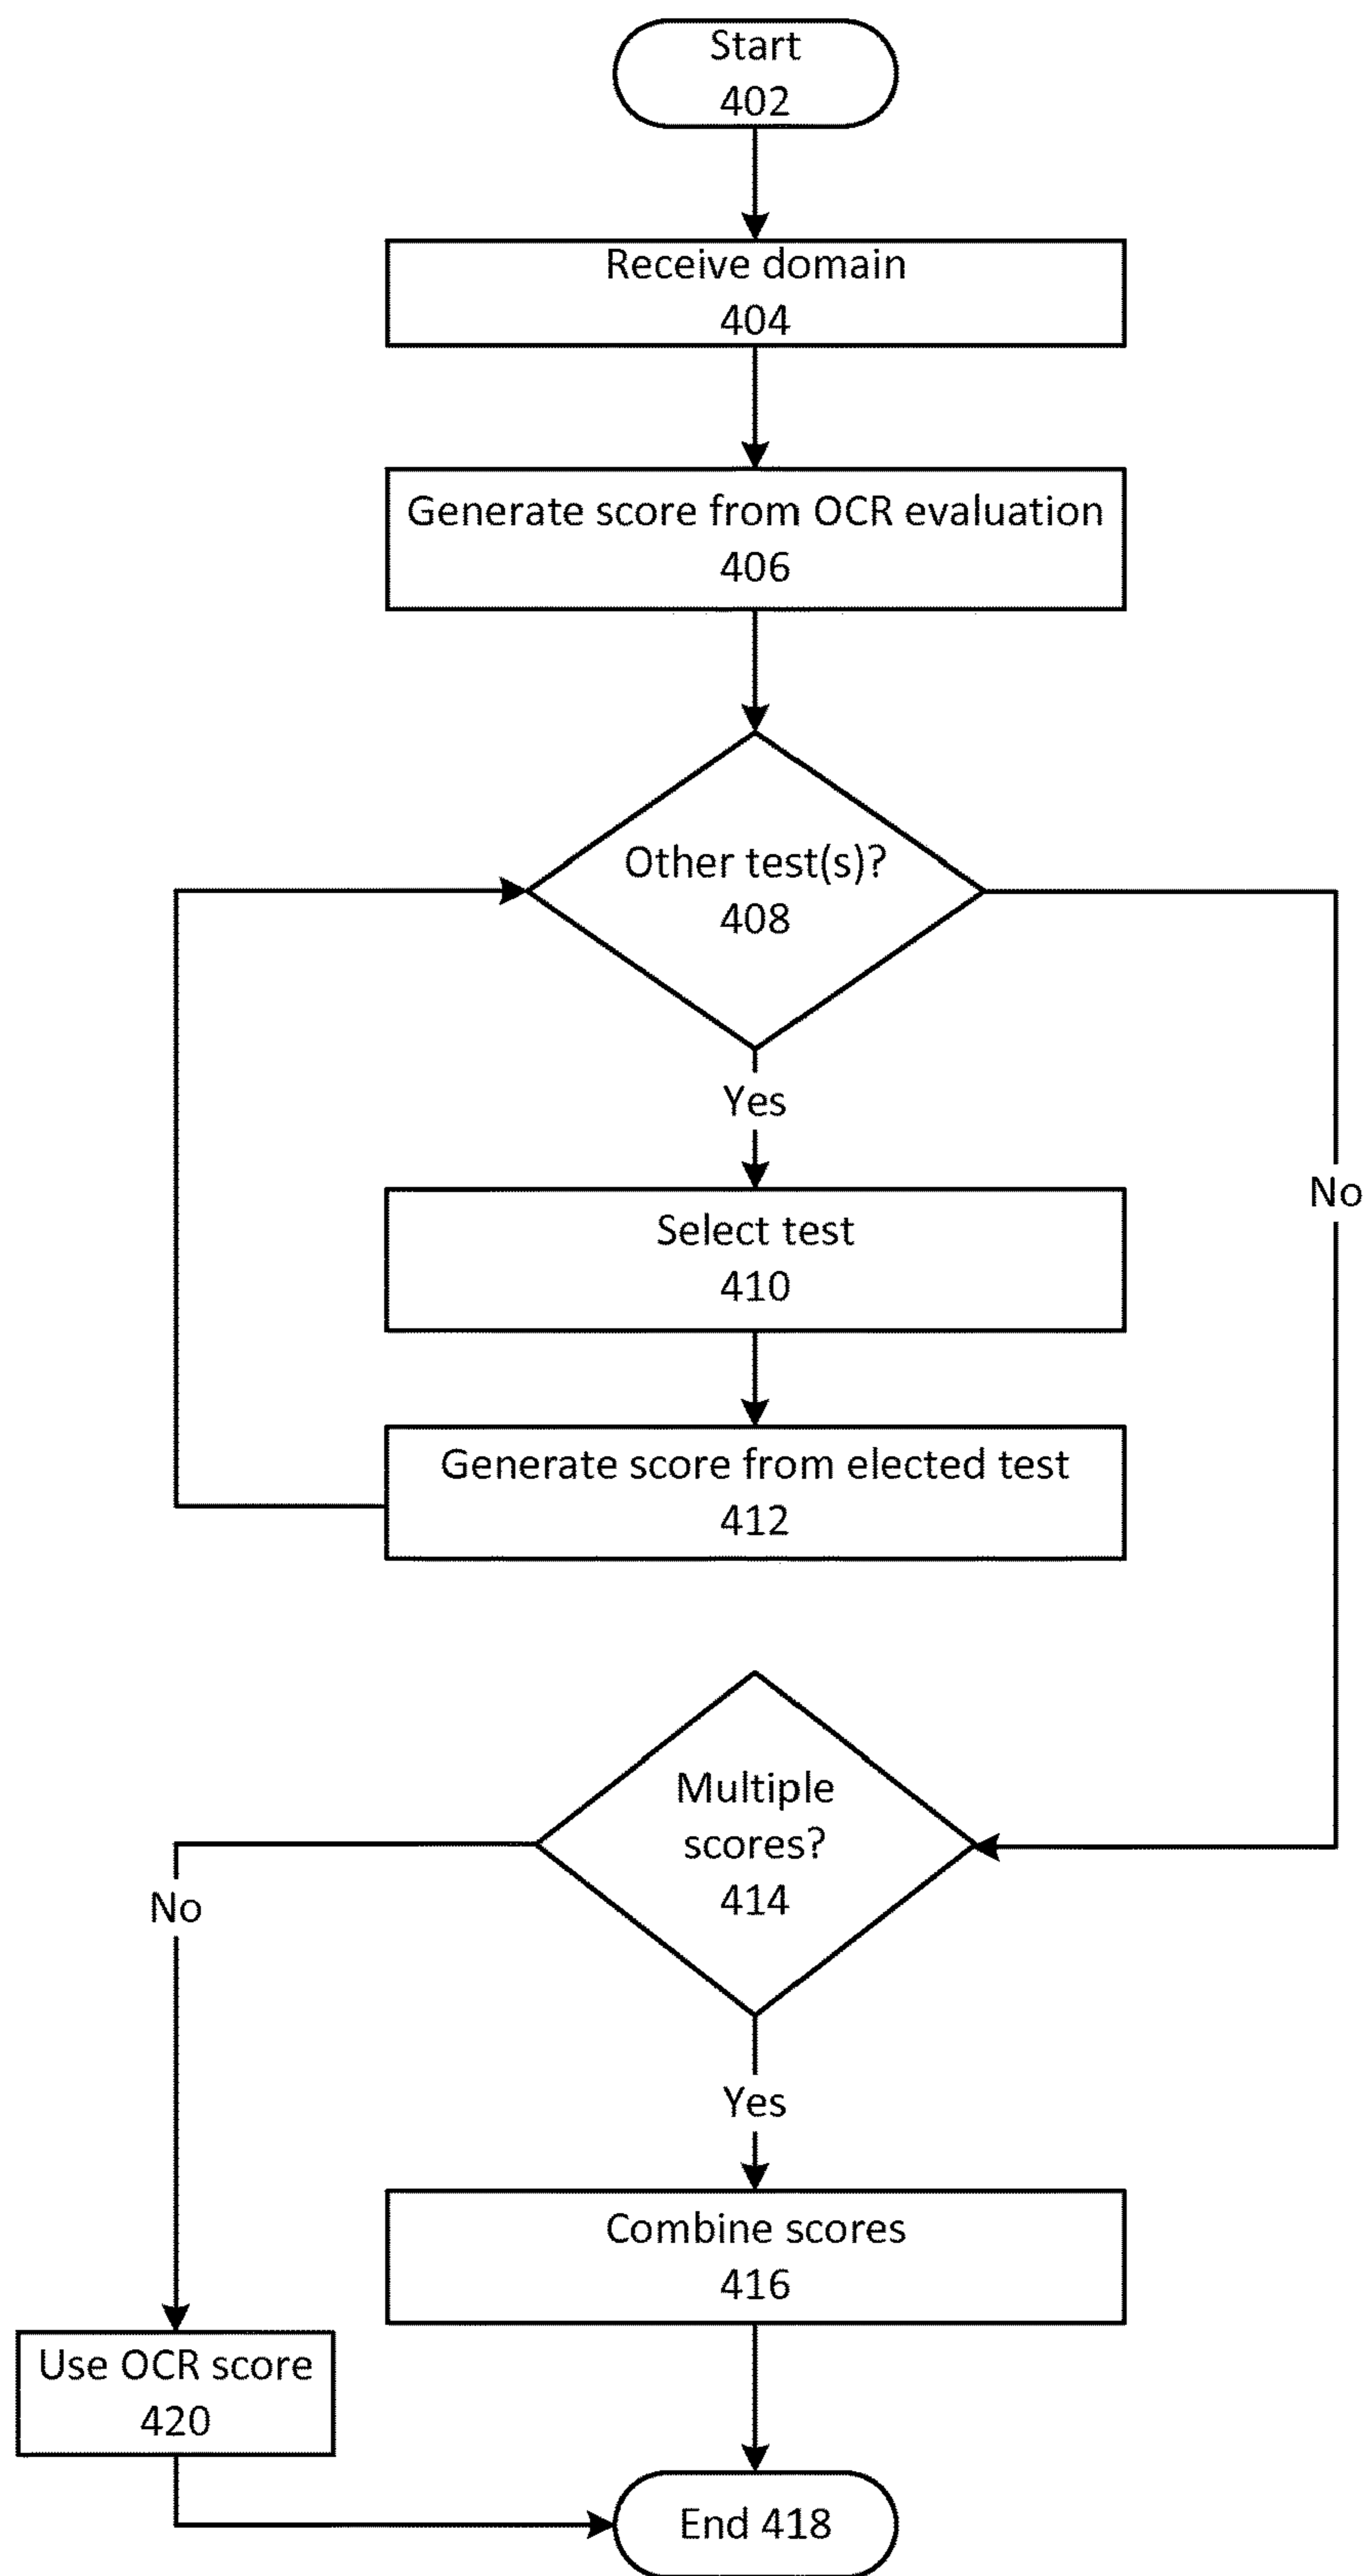 Start
402
Receive domain
404
Generate score from OCR evaluation
406
Other test(s)?
408
Yes
No
Select test
410
Generate score from elected test
412
Multiple
scores?
414
No
Yes
Combine scores
416
Use OCR score
420
End 418